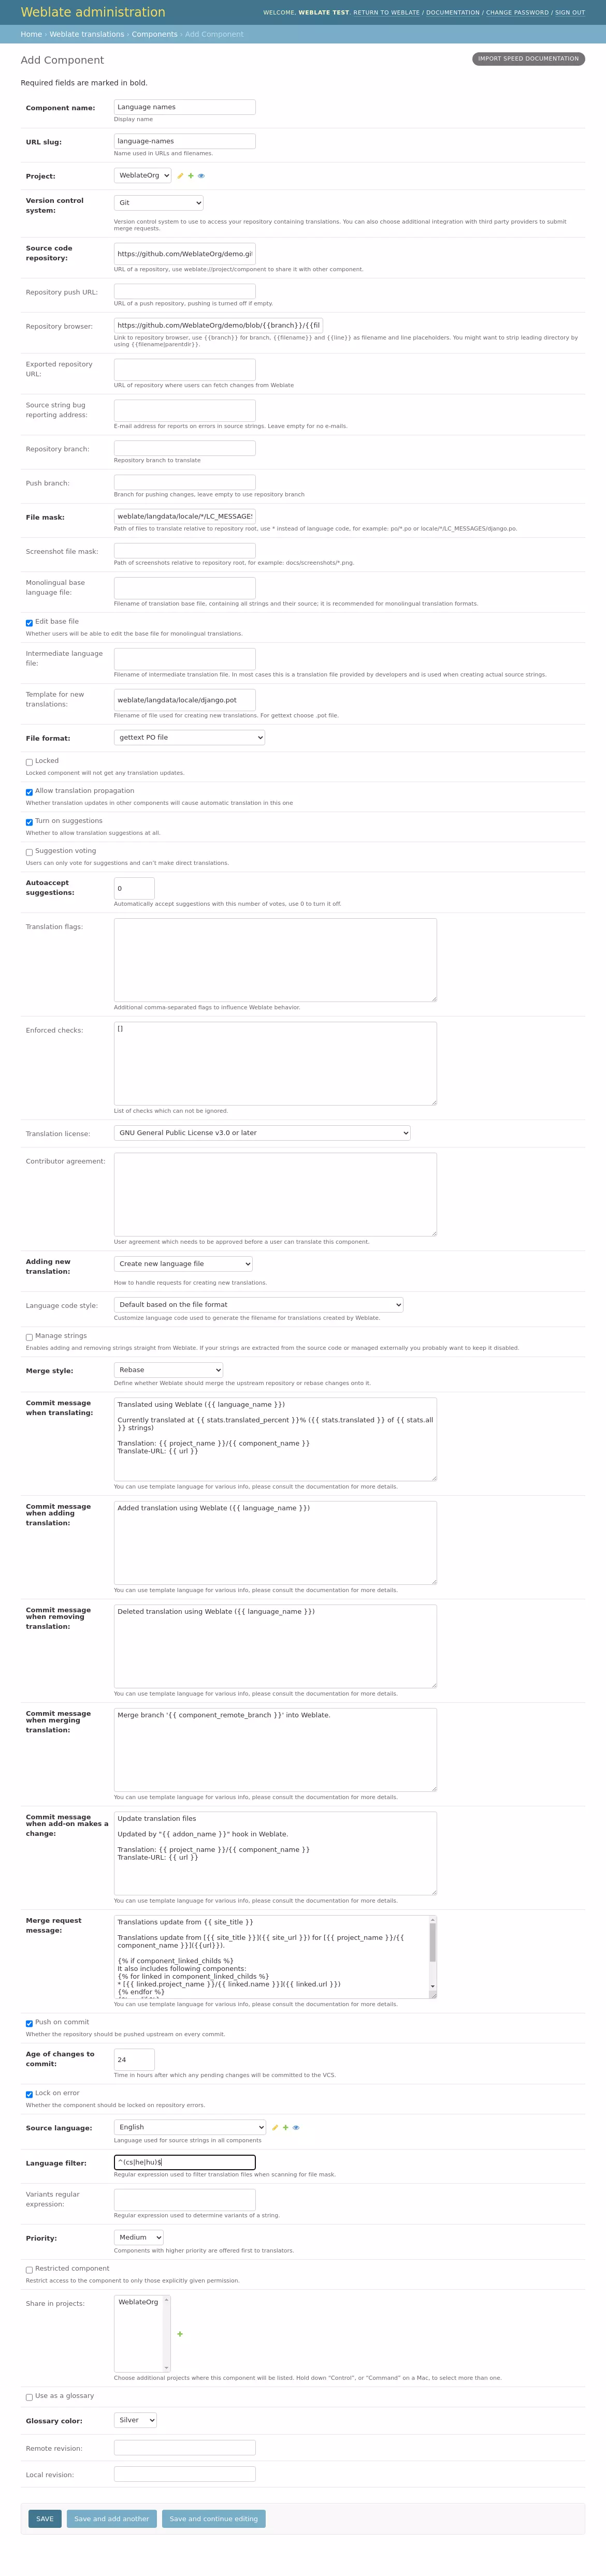 Weblate administration
WELCOME, WEBLATE TEST. RETURN TO WEBLATE / DOCUMENTATION / CHANGE PASSWORD / SIGN OUT
Home › Weblate translations › Components › Add Component
Add Component
IMPORT SPEED DOCUMENTATION
Required fields are marked in bold.
Component name:
Language names
Display name
URL slug:
language-names
Name used in URLs and filenames.
Project:
WeblateOrg
Version control
system:
Git
Version control system to use to access your repository containing translations. You can also choose additional integration with third party providers to submit
merge requests.
Source code
repository:
https://github.com/WeblateOrg/demo.gi
URL of a repository, use weblate://project/component to share it with other component.
Repository push URL:
URL of a push repository, pushing is turned off if empty.
Repository browser:
https://github.com/WeblateOrg/demo/blob/{{branch}}/{{fil
Link to repository browser, use {{branch}} for branch, {{filename}} and {{line}} as filename and line placeholders. You might want to strip leading directory by
using {{filename|parentdir}}.
Exported repository
URL:
URL of repository where users can fetch changes from Weblate
Source string bug
reporting address:
E-mail address for reports on errors in source strings. Leave empty for no e-mails.
Repository branch:
Repository branch to translate
Push branch:
Branch for pushing changes, leave empty to use repository branch
File mask:
weblate/langdata/locale/*/LC_MESSAGES
Path of files to translate relative to repository root, use * instead of language code, for example: po/*.po or locale/*/LC_MESSAGES/django.po.
Screenshot file mask:
Path of screenshots relative to repository root, for example: docs/screenshots/*.png.
Monolingual base
language file:
Filename of translation base file, containing all strings and their source; it is recommended for monolingual translation formats.
Edit base file
Whether users will be able to edit the base file for monolingual translations.
Intermediate language
file:
Filename of intermediate translation file. In most cases this is a translation file provided by developers and is used when creating actual source strings.
Template for new
translations:
weblate/langdata/locale/django.pot
Filename of file used for creating new translations. For gettext choose .pot file.
File format:
gettext PO file
Locked
Locked component will not get any translation updates.
Allow translation propagation
Whether translation updates in other components will cause automatic translation in this one
Turn on suggestions
Whether to allow translation suggestions at all.
Suggestion voting
Users can only vote for suggestions and can’t make direct translations.
Autoaccept
suggestions:
0
Automatically accept suggestions with this number of votes, use 0 to turn it off.
Translation flags:
Additional comma-separated flags to influence Weblate behavior.
Enforced checks:
[]
List of checks which can not be ignored.
Translation license:
GNU General Public License v3.0 or later
Contributor agreement:
User agreement which needs to be approved before a user can translate this component.
Adding new
translation:
Create new language file
How to handle requests for creating new translations.
Language code style:
Default based on the file format
Customize language code used to generate the filename for translations created by Weblate.
Manage strings
Enables adding and removing strings straight from Weblate. If your strings are extracted from the source code or managed externally you probably want to keep it disabled.
Merge style:
Rebase
Define whether Weblate should merge the upstream repository or rebase changes onto it.
Commit message
when translating:
Translated using Weblate ({{ language_name }})
Currently translated at {{ stats.translated_percent }}% ({{ stats.translated }} of {{ stats.all
}} strings)
Translation: {{ project_name }}/{{ component_name }}
Translate-URL: {{ url }}
You can use template language for various info, please consult the documentation for more details.
Commit message
when adding
translation:
Added translation using Weblate ({{ language_name }})
You can use template language for various info, please consult the documentation for more details.
Commit message
when removing
translation:
Deleted translation using Weblate ({{ language_name }})
You can use template language for various info, please consult the documentation for more details.
Commit message
when merging
translation:
Merge branch '{{ component_remote_branch }}' into Weblate.
You can use template language for various info, please consult the documentation for more details.
Commit message
when add-on makes a
change:
Update translation files
Updated by "{{ addon_name }}" hook in Weblate.
Translation: {{ project_name }}/{{ component_name }}
Translate-URL: {{ url }}
You can use template language for various info, please consult the documentation for more details.
Merge request
message:
Translations update from {{ site_title }}
Translations update from [{{ site_title }}]({{ site_url }}) for [{{ project_name }}/{{
component_name }}]({{url}}).
{% if component_linked_childs %}
It also includes following components:
{% for linked in component_linked_childs %}
* [{{ linked.project_name }}/{{ linked.name }}]({{ linked.url }})
{% endfor %}
You can use template language for various info, please consult the documentation for more details.
Push on commit
Whether the repository should be pushed upstream on every commit.
Age of changes to
commit:
24
Time in hours after which any pending changes will be committed to the VCS.
Lock on error
Whether the component should be locked on repository errors.
Source language:
English
Language used for source strings in all components
Language filter:
^(cs|he|hu)$
Regular expression used to filter translation files when scanning for file mask.
Variants regular
expression:
Regular expression used to determine variants of a string.
Priority:
Medium
Components with higher priority are offered first to translators.
Restricted component
Restrict access to the component to only those explicitly given permission.
Share in projects:
WeblateOrg
Choose additional projects where this component will be listed. Hold down “Control”, or “Command” on a Mac, to select more than one.
Use as a glossary
Glossary color:
Silver
Remote revision:
Local revision:
SAVE
Save and add another
Save and continue editing